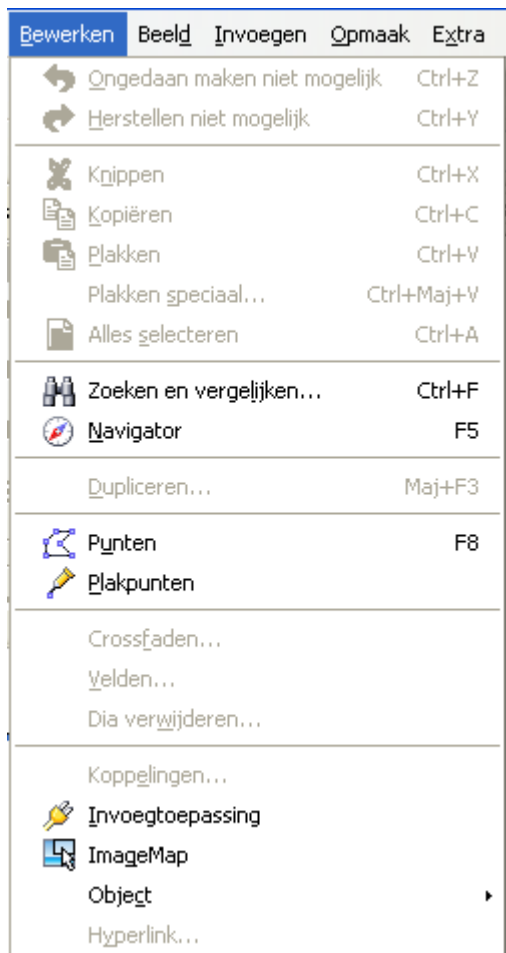 Bewerken Beeld Invoegen Opmaak Extra
Ongedaan maken niet mogelijk Ctrl+Z
Herstellen niet mogelijk Ctrl+Y
Knippen Ctrl+X
Kopiëren Ctrl+C
Plakken Ctrl+V
Plakken speciaal... Ctrl+Maj+V
Alles selecteren Ctrl+A
Zoeken en vergelijken... Ctrl+F
Navigator F5
Dupliceren... Maj+F3
Punten F8
Plakpunten
Crossfaden...
Velden...
Dia verwijderen...
Koppelingen...
Invoegtoepassing
ImageMap
Object
Hyperlink...